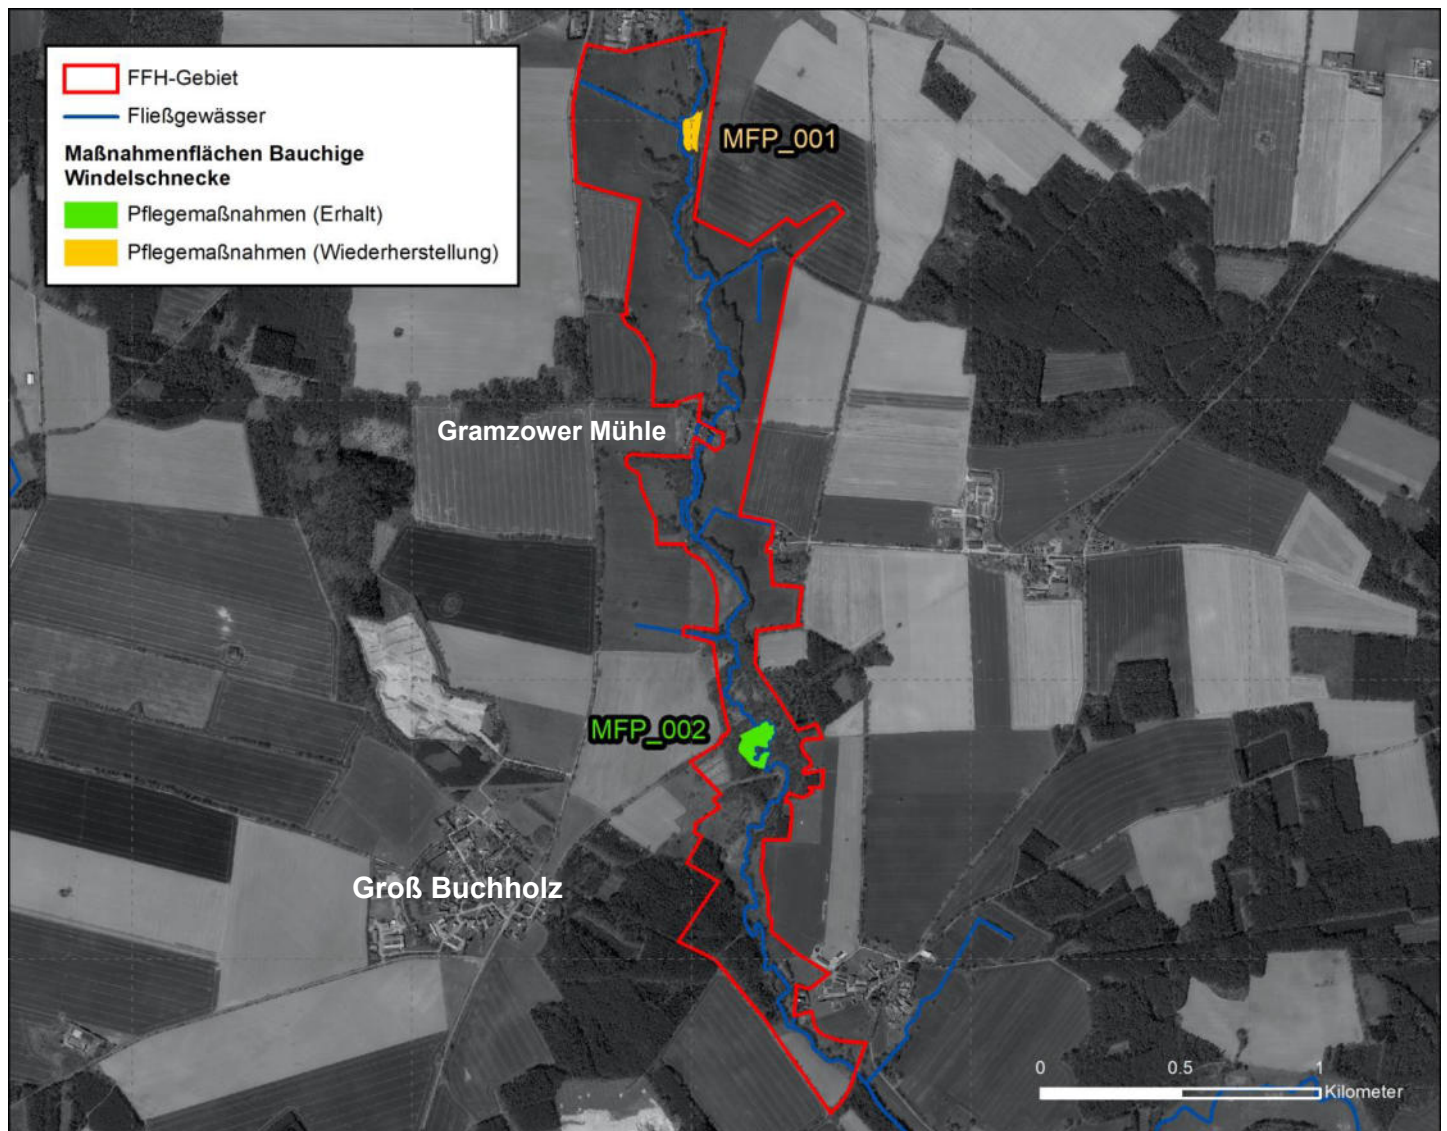 FFH-Gebiet
Fließgewässer
Maßnahmenflächen Bauchige
Windelschnecke
Pflegemaßnahmen (Erhalt)
Pflegemaßnahmen (Wiederherstellung)
MFP_001
Gramzower Mühle
MFP_002
Groß Buchholz
0 0.5 1
Kilometer